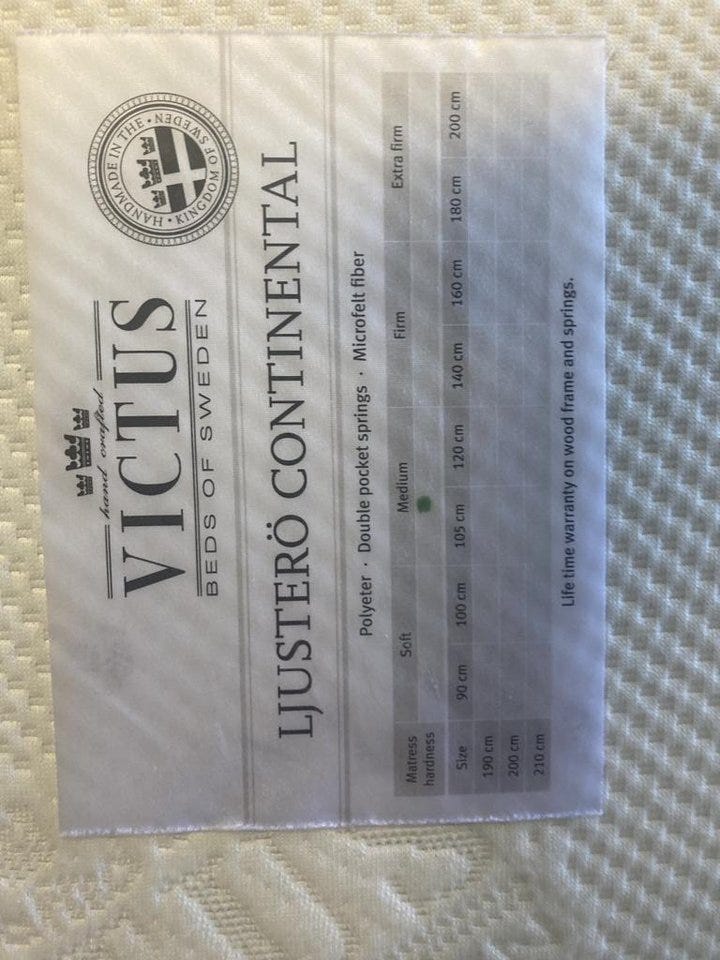 hand crafted
VICTUS
BEDS OF SWEDEN
HANDMADE IN THE • KINGDOM OF SWEDEN •
LJUSTERÖ CONTINENTAL
Polyeter · Double pocket springs · Microfelt fiber
Matress hardness Soft Medium Firm Extra firm
Size 90 cm 100 cm 105 cm 120 cm 140 cm 160 cm 180 cm 200 cm
190 cm
200 cm
210 cm
Life time warranty on wood frame and springs.